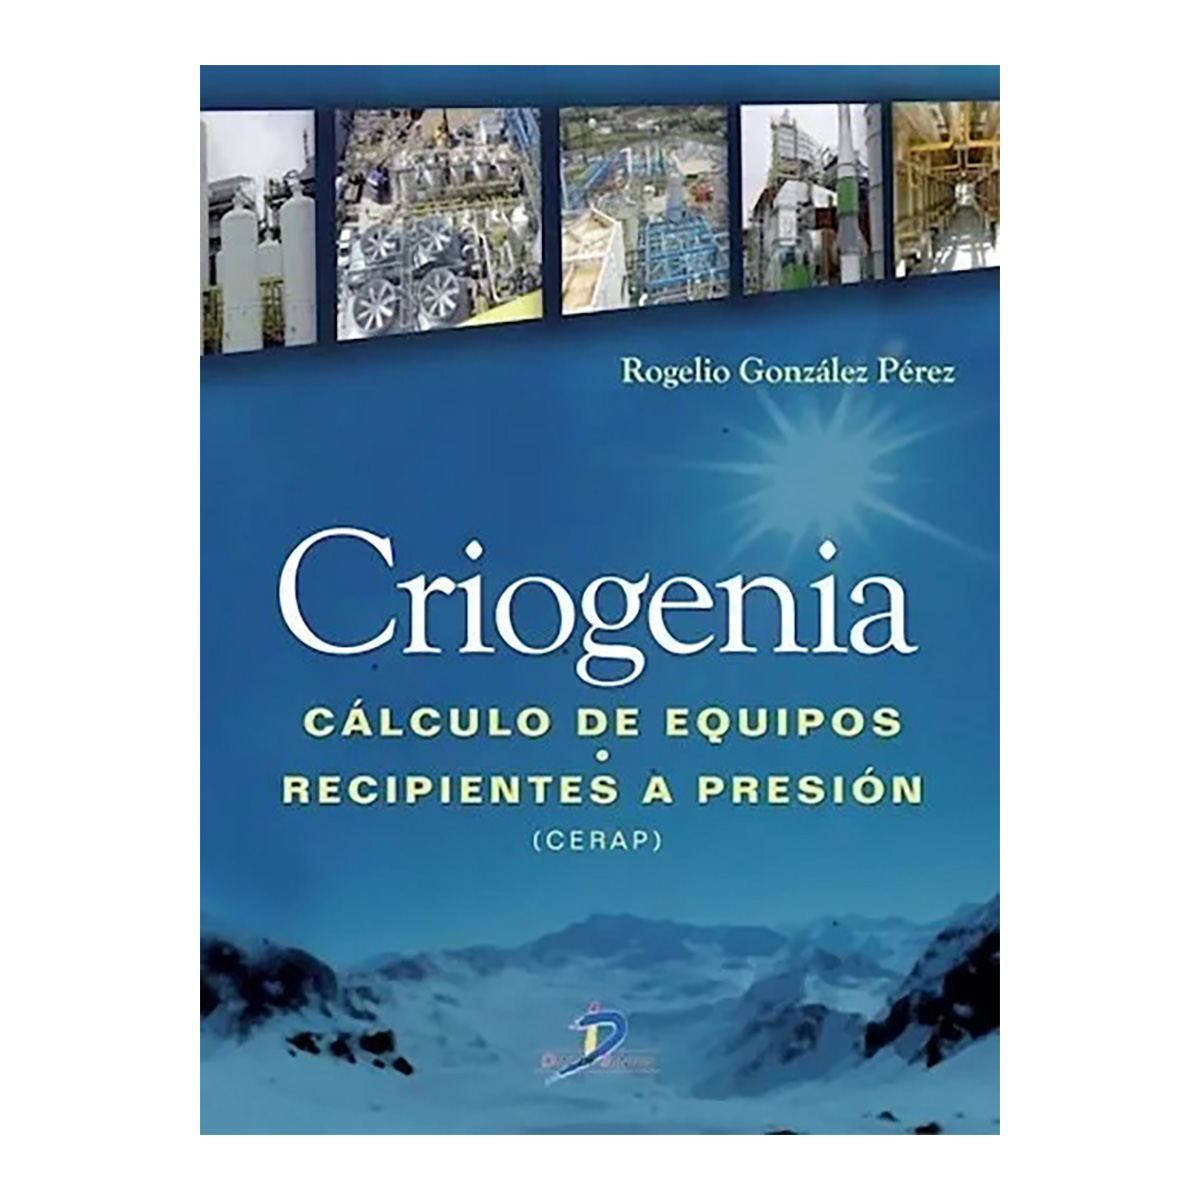 Rogelio González Pérez
Criogenia
CÁLCULO DE EQUIPOS
•
RECIPIENTES A PRESIÓN
(CERAP)